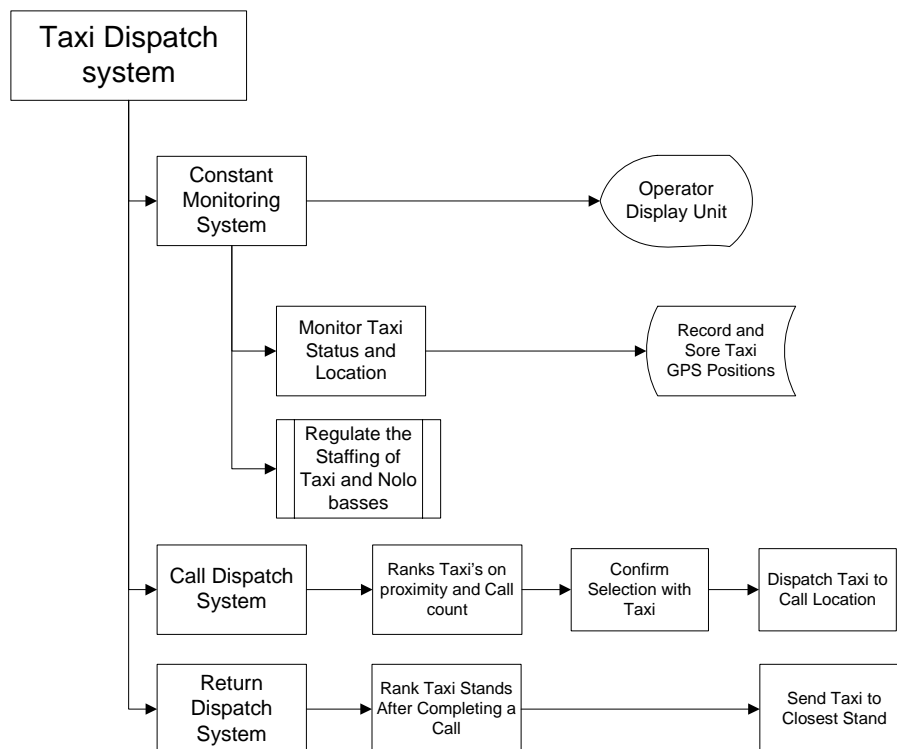 Taxi Dispatch
system
Constant
Monitoring
System
Operator
Display Unit
Monitor Taxi
Status and
Location
Record and
Sore Taxi
GPS Positions
Regulate the
Staffing of
Taxi and Nolo
basses
Call Dispatch
System
Ranks Taxi's on
proximity and Call
count
Confirm
Selection with
Taxi
Dispatch Taxi to
Call Location
Return
Dispatch
System
Rank Taxi Stands
After Completing a
Call
Send Taxi to
Closest Stand